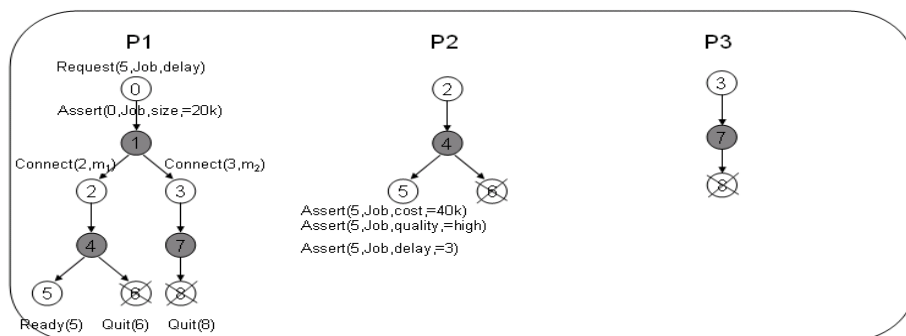 P1 P2 P3
Request(5,Job,delay)
0 2 3
Assert(0,Job,size,=20k)
1 4 7
Connect(2,m1) Connect(3,m2)
2 3 5 6 8
Assert(5,Job,cost,=40k)
Assert(5,Job,quality,=high)
4 7
Assert(5,Job,delay,=3)
5 6 8
Ready(5) Quit(6) Quit(8)